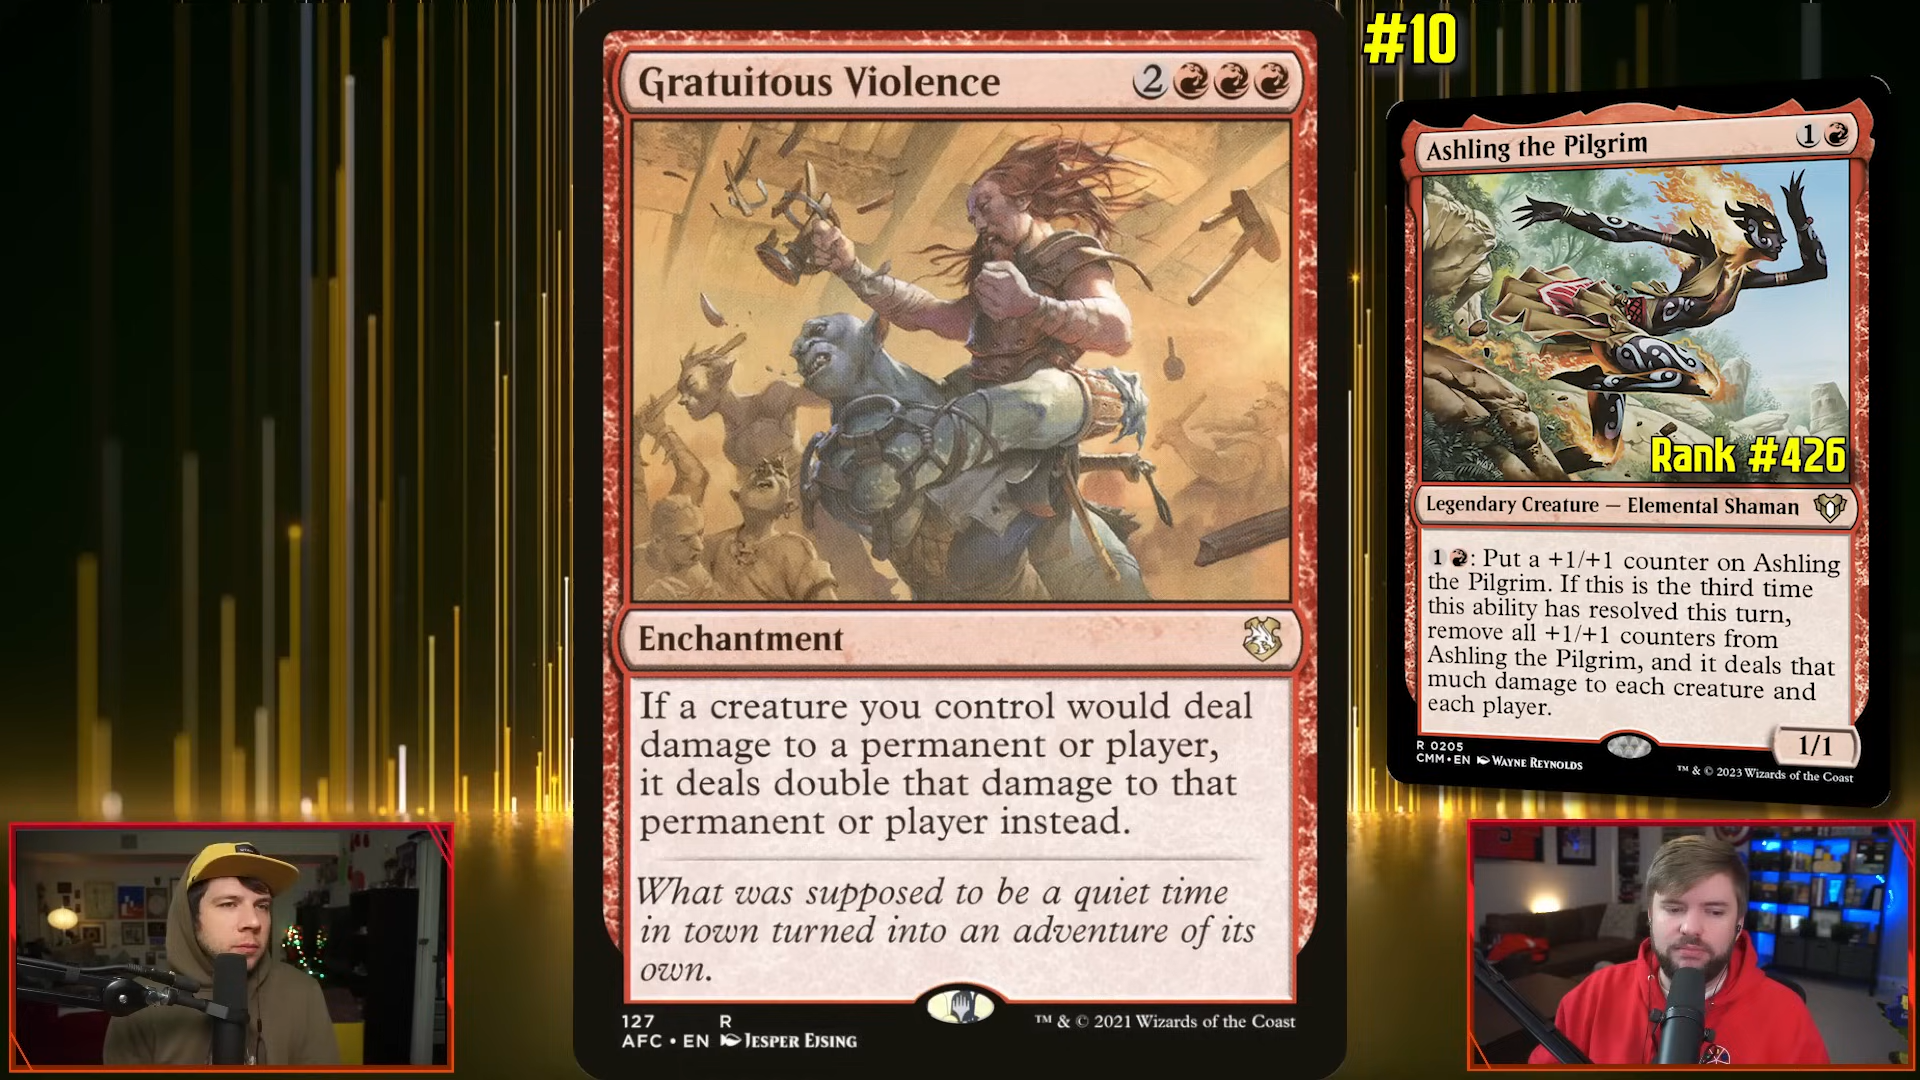 #10
Gratuitous Violence 2
Enchantment
If a creature you control would deal
damage to a permanent or player,
it deals double that damage to that
permanent or player instead.
What was supposed to be a quiet time
in town turned into an adventure of its
own.
127 R
AFC • EN JESPER EJSING
™ & © 2021 Wizards of the Coast
Ashling the Pilgrim 1
Rank #426
Legendary Creature — Elemental Shaman
1 : Put a +1/+1 counter on Ashling
the Pilgrim. If this is the third time
this ability has resolved this turn,
remove all +1/+1 counters from
Ashling the Pilgrim, and it deals that
much damage to each creature and
each player.
1/1
R 0205
CMM • EN WAYNE REYNOLDS
™ & © 2023 Wizards of the Coast